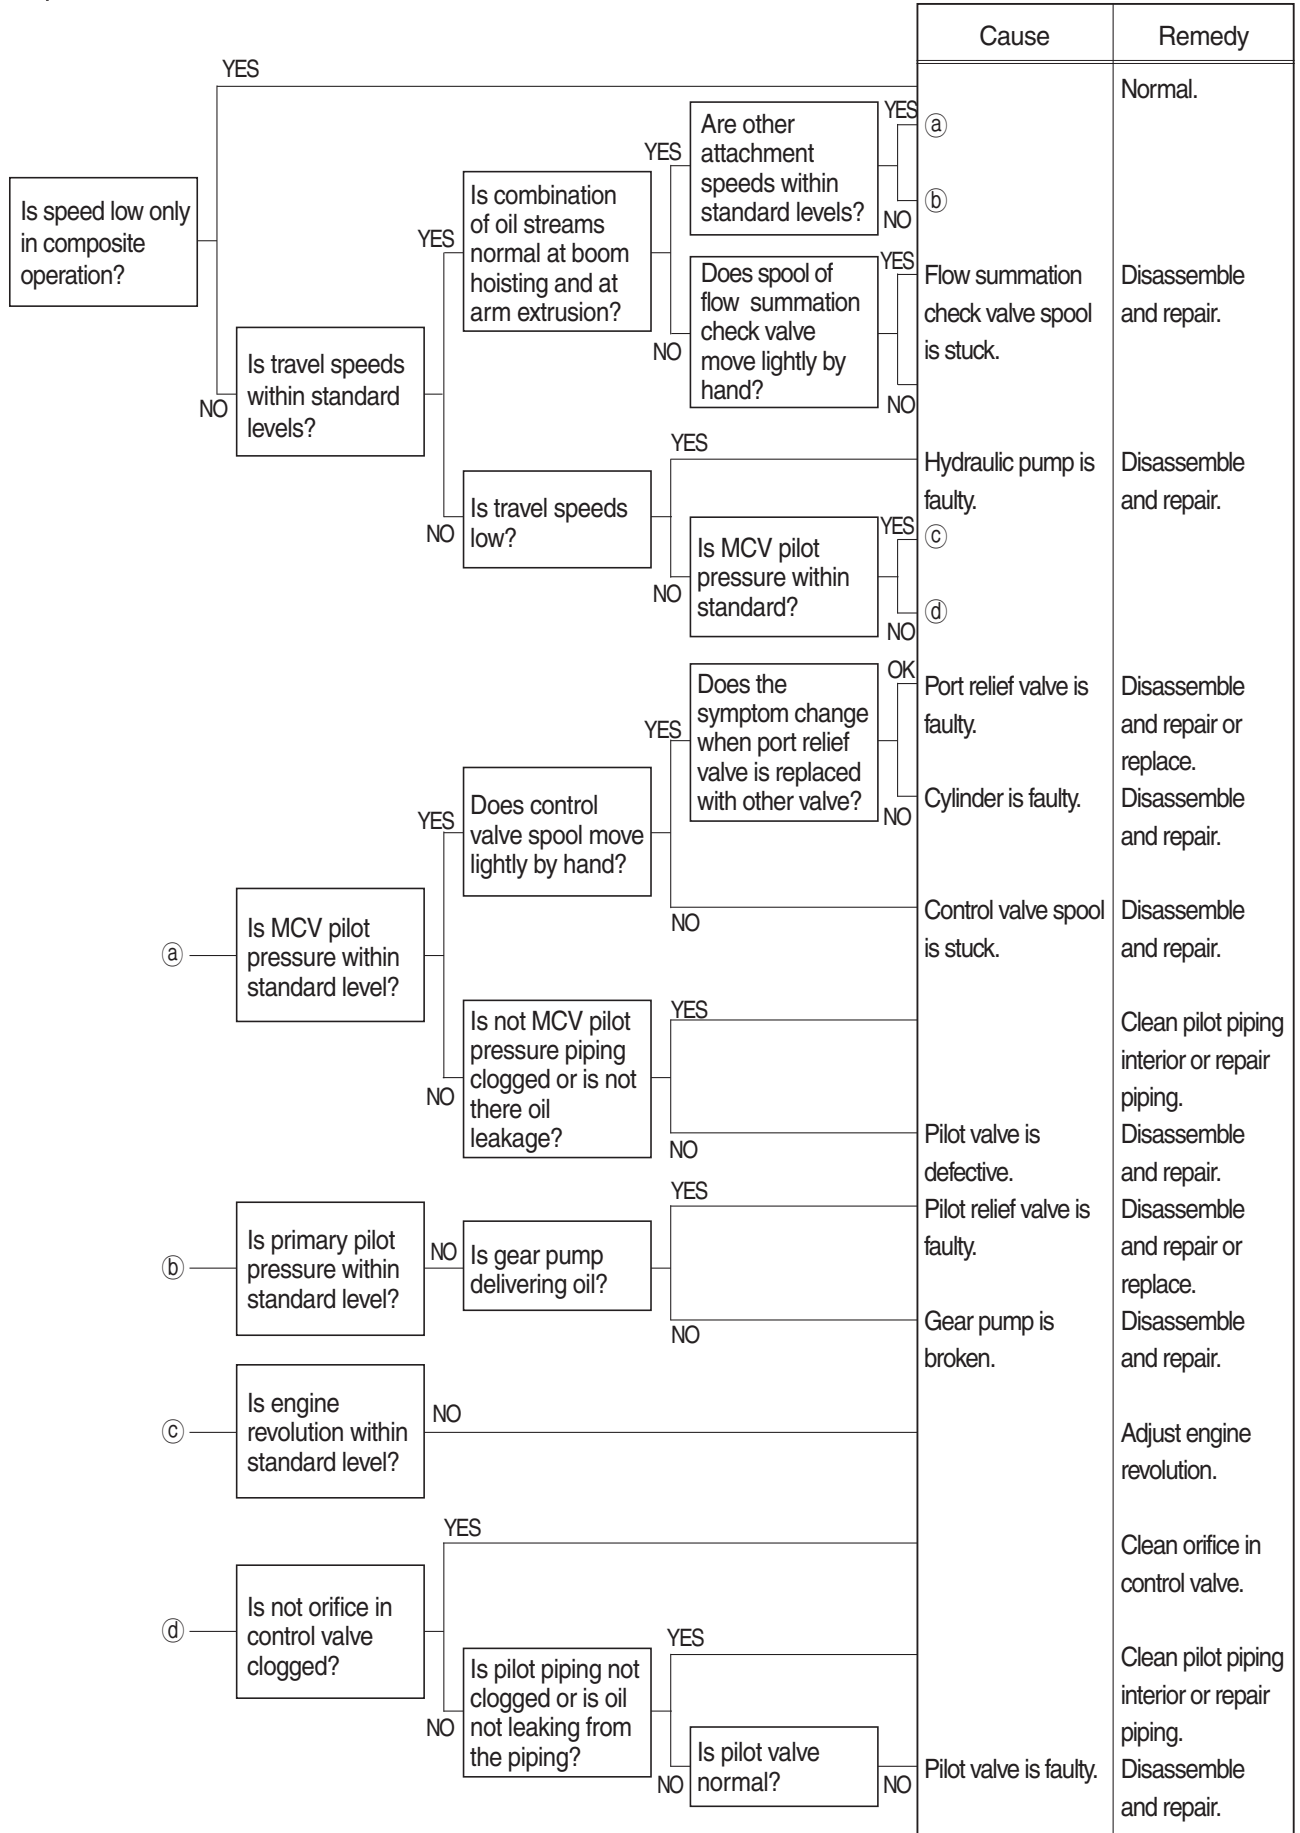 Cause
Remedy
YES
Normal.
Is speed low only
in composite
operation?
NO
Is travel speeds
within standard
levels?
YES
Is combination
of oil streams
normal at boom
hoisting and at
arm extrusion?
YES
Are other
attachment
speeds within
standard levels?
YES
ⓐ
NO
ⓑ
NO
Does spool of
flow summation
check valve
move lightly by
hand?
YES
Flow summation
check valve spool
is stuck.
Disassemble
and repair.
NO
NO
Is travel speeds
low?
YES
Hydraulic pump is
faulty.
Disassemble
and repair.
NO
Is MCV pilot
pressure within
standard?
YES
ⓒ
NO
ⓓ
ⓐ
Is MCV pilot
pressure within
standard level?
YES
Does control
valve spool move
lightly by hand?
YES
Does the
symptom change
when port relief
valve is replaced
with other valve?
OK
Port relief valve is
faulty.
Disassemble
and repair or
replace.
NO
Cylinder is faulty.
Disassemble
and repair.
NO
Control valve spool
is stuck.
Disassemble
and repair.
NO
Is not MCV pilot
pressure piping
clogged or is not
there oil
leakage?
YES
Clean pilot piping
interior or repair
piping.
NO
Pilot valve is
defective.
Disassemble
and repair.
ⓑ
Is primary pilot
pressure within
standard level?
NO
Is gear pump
delivering oil?
YES
Pilot relief valve is
faulty.
Disassemble
and repair or
replace.
NO
Gear pump is
broken.
Disassemble
and repair.
ⓒ
Is engine
revolution within
standard level?
NO
Adjust engine
revolution.
ⓓ
Is not orifice in
control valve
clogged?
YES
Clean orifice in
control valve.
NO
Is pilot piping not
clogged or is oil
not leaking from
the piping?
YES
Clean pilot piping
interior or repair
piping.
NO
Is pilot valve
normal?
NO
Pilot valve is faulty.
Disassemble
and repair.